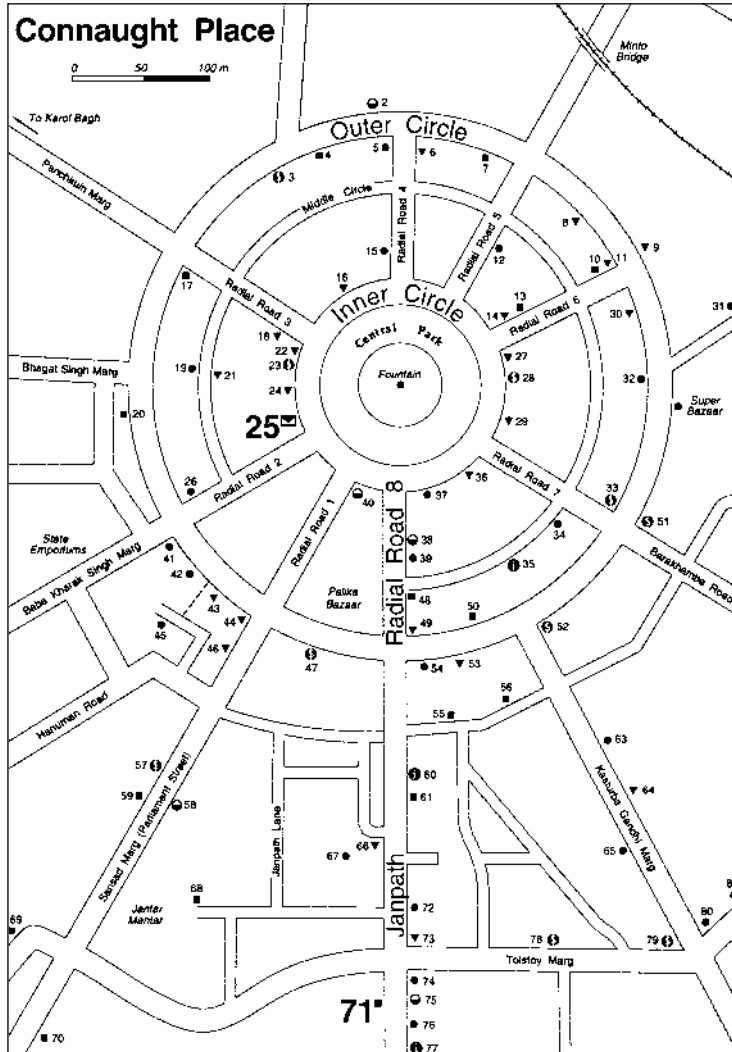 Connaught Place
0 50 100 m
Minto
Bridge
2
To Karol Bagh
Outer Circle
5
6
4
7
3
Panchkuin Marg
Middle Circle
Radial Road 4
Radial Road 5
8
9
15
12
10
11
16
17
Inner Circle
13
14
Radial Road 3
Radial Road 6
31
30
18
Central Park
22
27
23
Bhagat Singh Marg
19
21
Fountain
28
32
24
20
Super
Bazaar
25
29
26
Radial Road 2
36
Radial Road 7
33
40
37
51
Radial Road 1
Radial Road 8
34
State
Emporiums
38
41
39
35
Baba Kharak Singh Marg
42
Barakhamba Road
43
Palika
Bazaar
48
50
45
44
49
52
46
47
54
53
56
55
Hanuman Road
63
57
60
59
58
61
64
Sansad Marg (Parliament Street)
Janpath Lane
Kasturba Gandhi Marg
66
67
65
68
Janpath
Jantar
Mantar
72
69
80
73
78
79
Tolstoy Marg
74
71
75
76
70
77